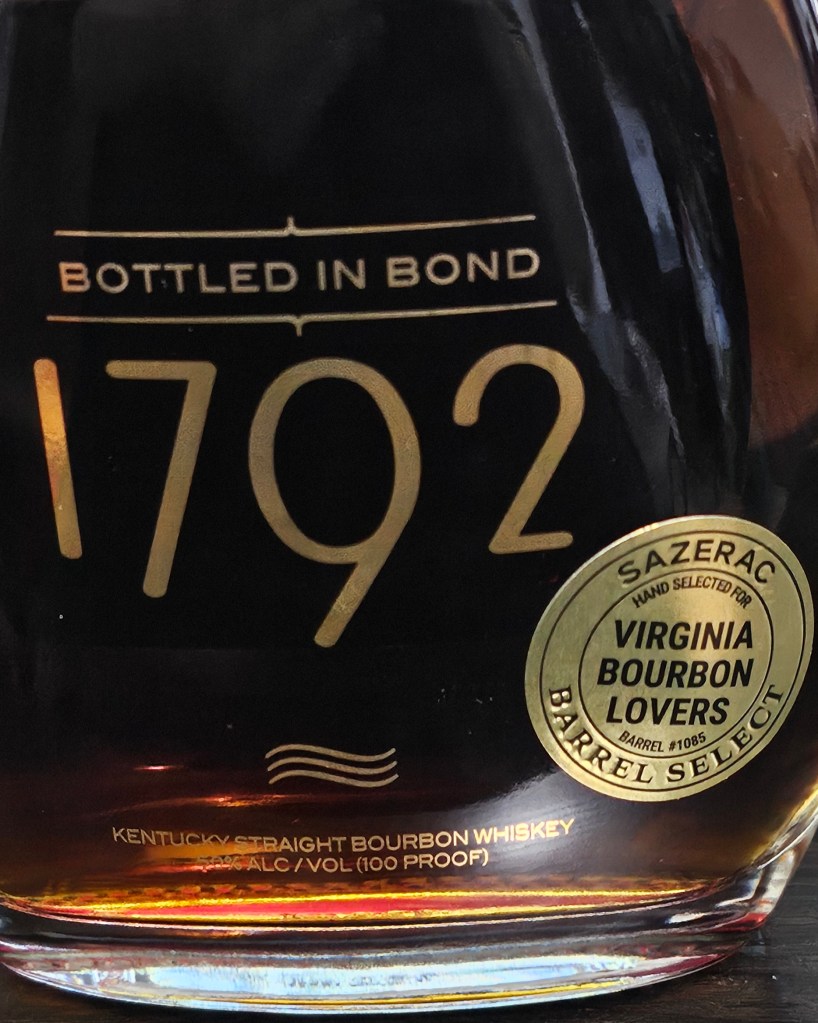 BOTTLED IN BOND
1792
SAZERAC
HAND SELECTED FOR
VIRGINIA
BOURBON
LOVERS
BARREL #1085
BARREL SELECT
KENTUCKY STRAIGHT BOURBON WHISKEY
50% ALC / VOL (100 PROOF)